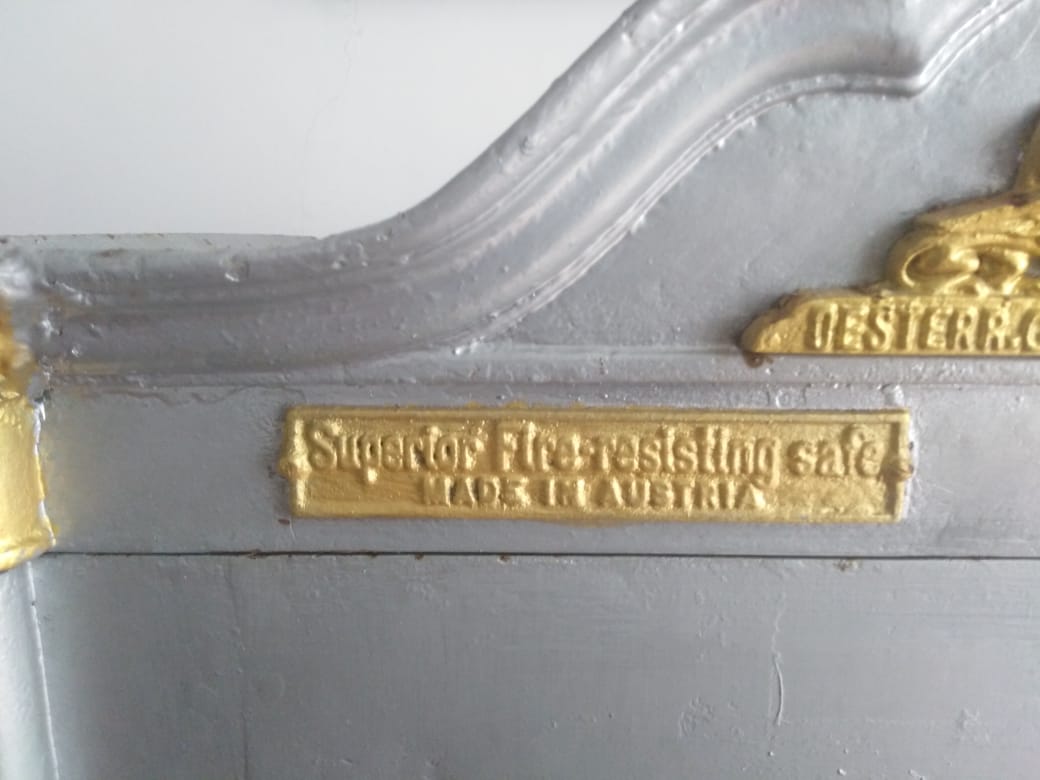 OESTERR.
Superior Fire-resisting safe
MADE IN AUSTRIA